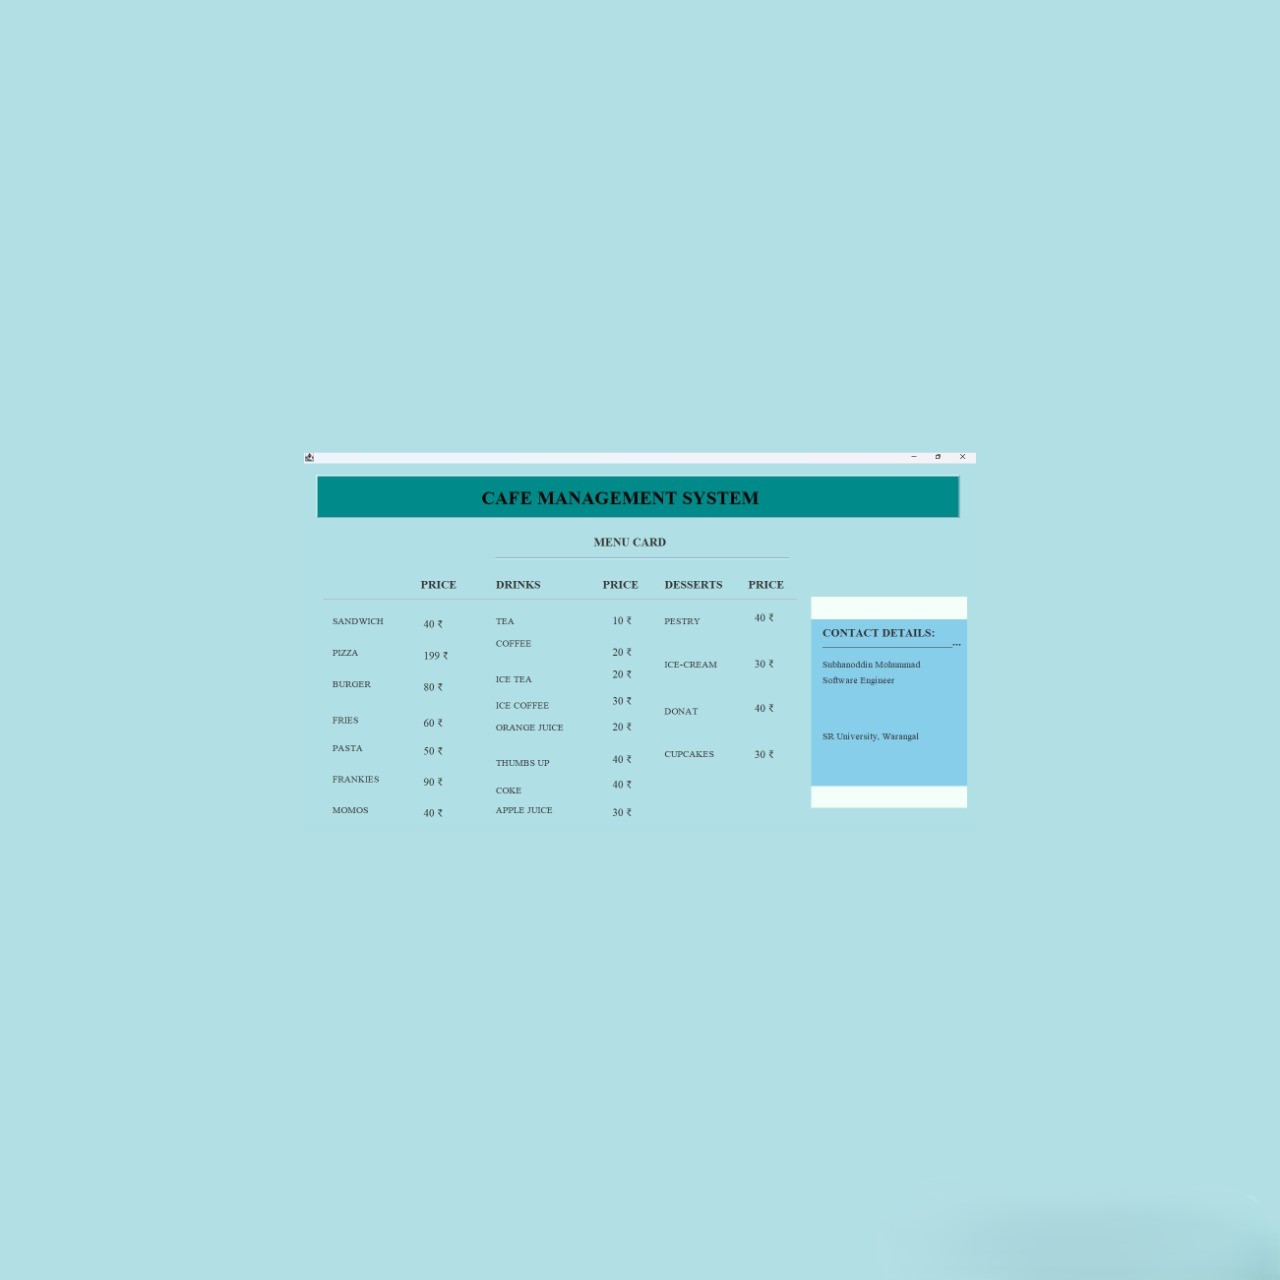 CAFE MANAGEMENT SYSTEM
MENU CARD
PRICE DRINKS PRICE DESSERTS PRICE
SANDWICH 40 ₹ TEA 10 ₹ PESTRY 40 ₹
COFFEE 20 ₹
PIZZA 199 ₹
ICE TEA 20 ₹ ICE-CREAM 30 ₹
BURGER 80 ₹
ICE COFFEE 30 ₹ DONAT 40 ₹
FRIES 60 ₹ ORANGE JUICE 20 ₹
PASTA 50 ₹ THUMBS UP 40 ₹ CUPCAKES 30 ₹
FRANKIES 90 ₹ COKE 40 ₹
MOMOS 40 ₹ APPLE JUICE 30 ₹
CONTACT DETAILS:
...
Subhanoddin Mohammad
Software Engineer
SR University, Warangal